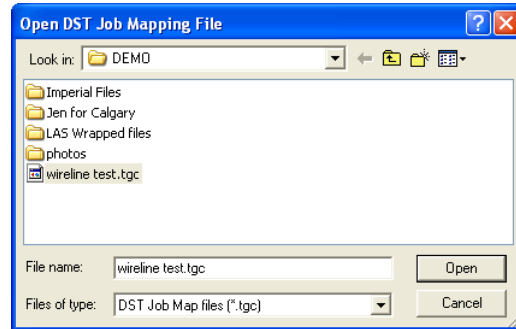 Open DST Job Mapping File
Look in: DEMO
Imperial Files
Jen for Calgary
LAS Wrapped files
photos
wireline test.tgc
File name: wireline test.tgc Open
Files of type: DST Job Map files (*.tgc) Cancel